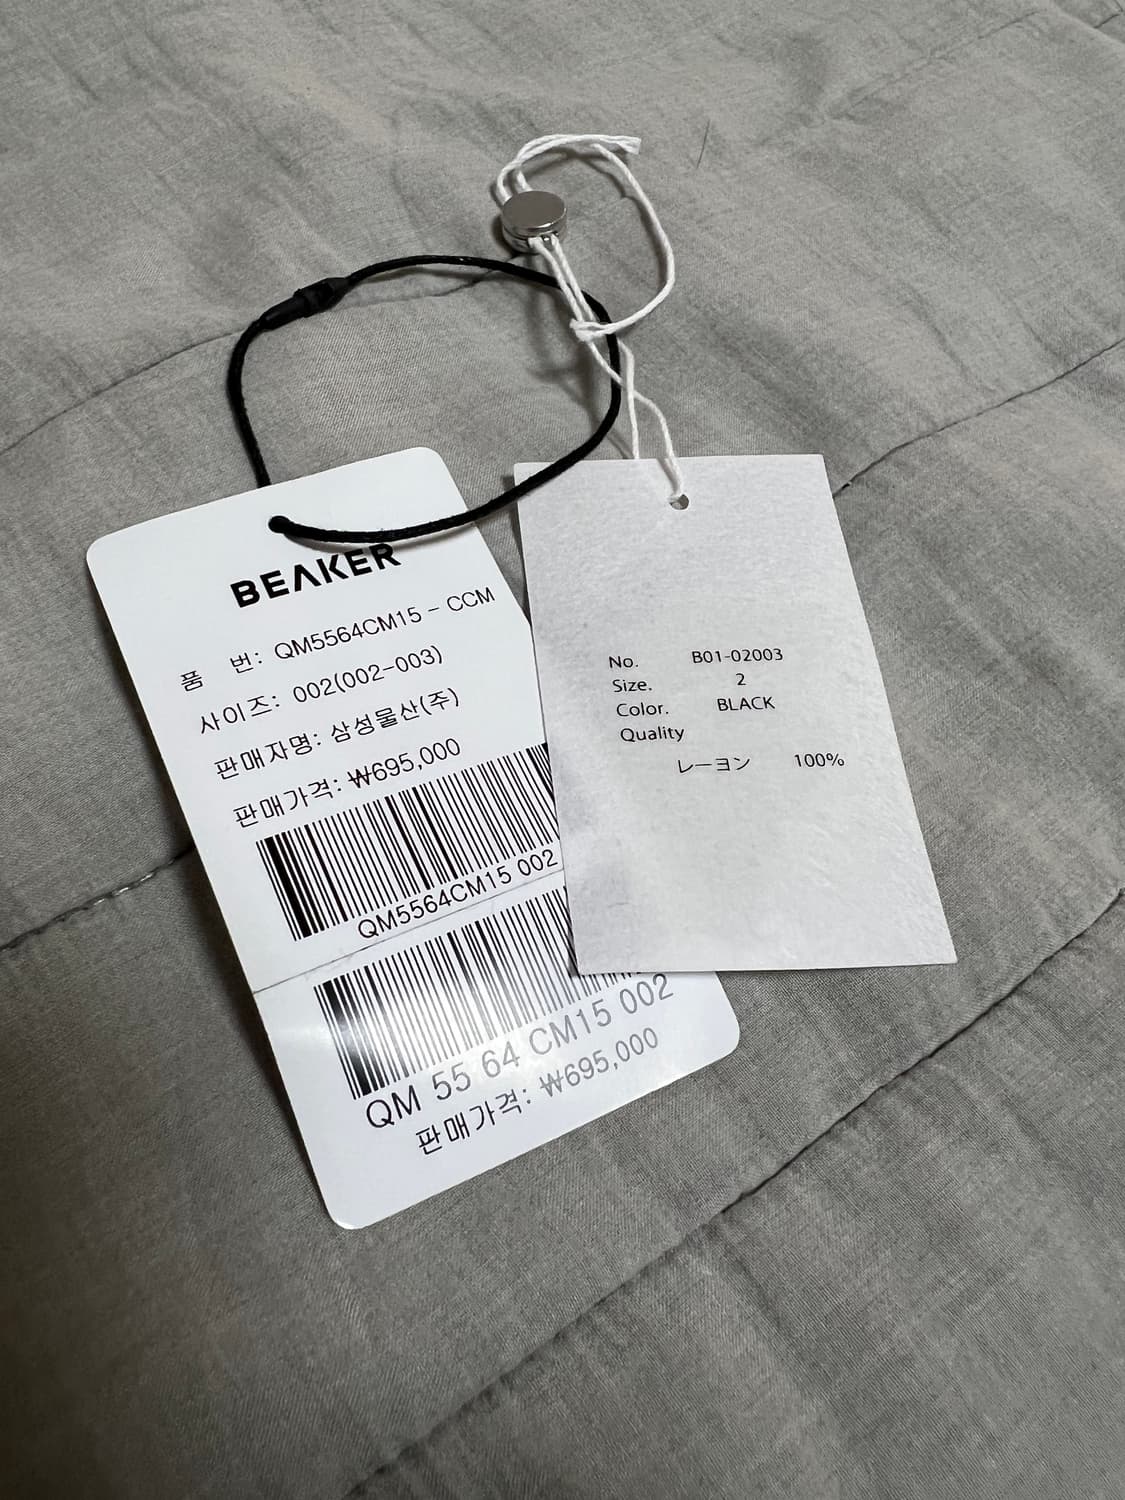 BEAKER
품 번: QM5564CM15 - CCM
사이즈: 002(002-003)
판매자명: 삼성물산(주)
판매가격: ₩695,000
QM5564CM15 002
QM 55 64 CM15 002
판매가격: ₩695,000
No. B01-02003
Size. 2
Color. BLACK
Quality
レーヨン 100%